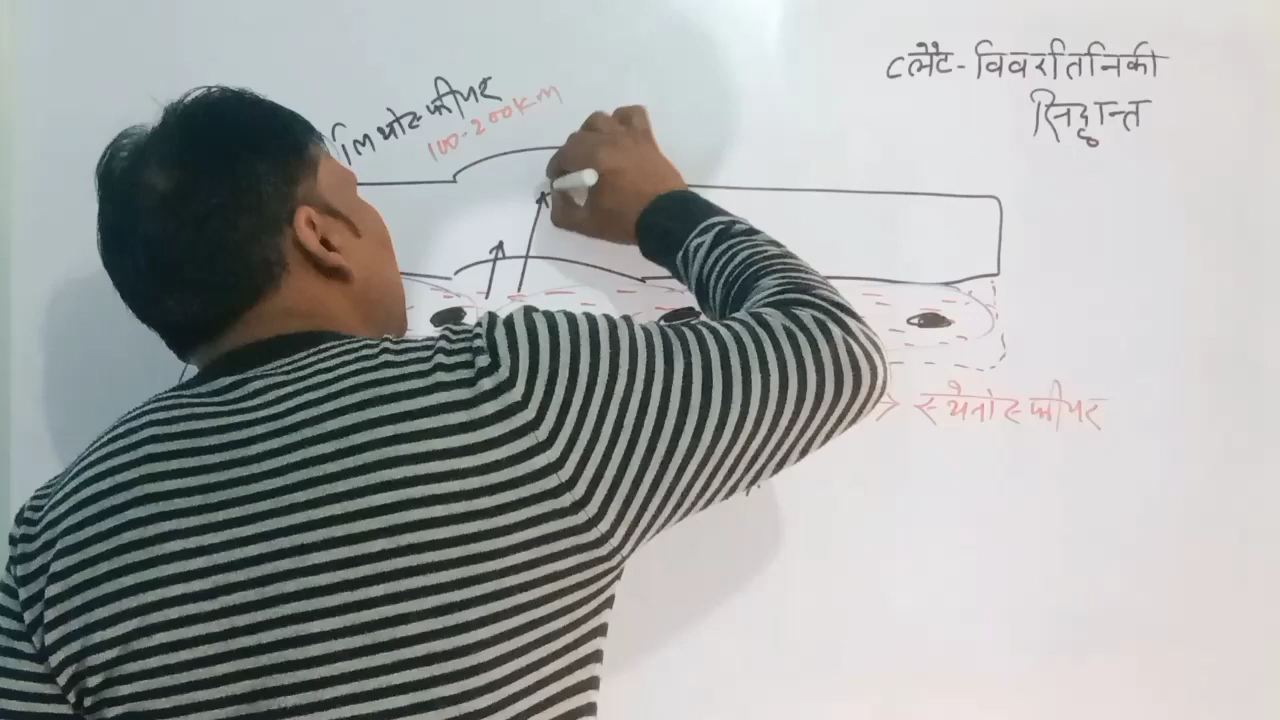 प्लेट-विवर्तनिकी
सिद्धान्त
लिथोस्फीयर
100-200KM
→ स्थेनोस्फीयर